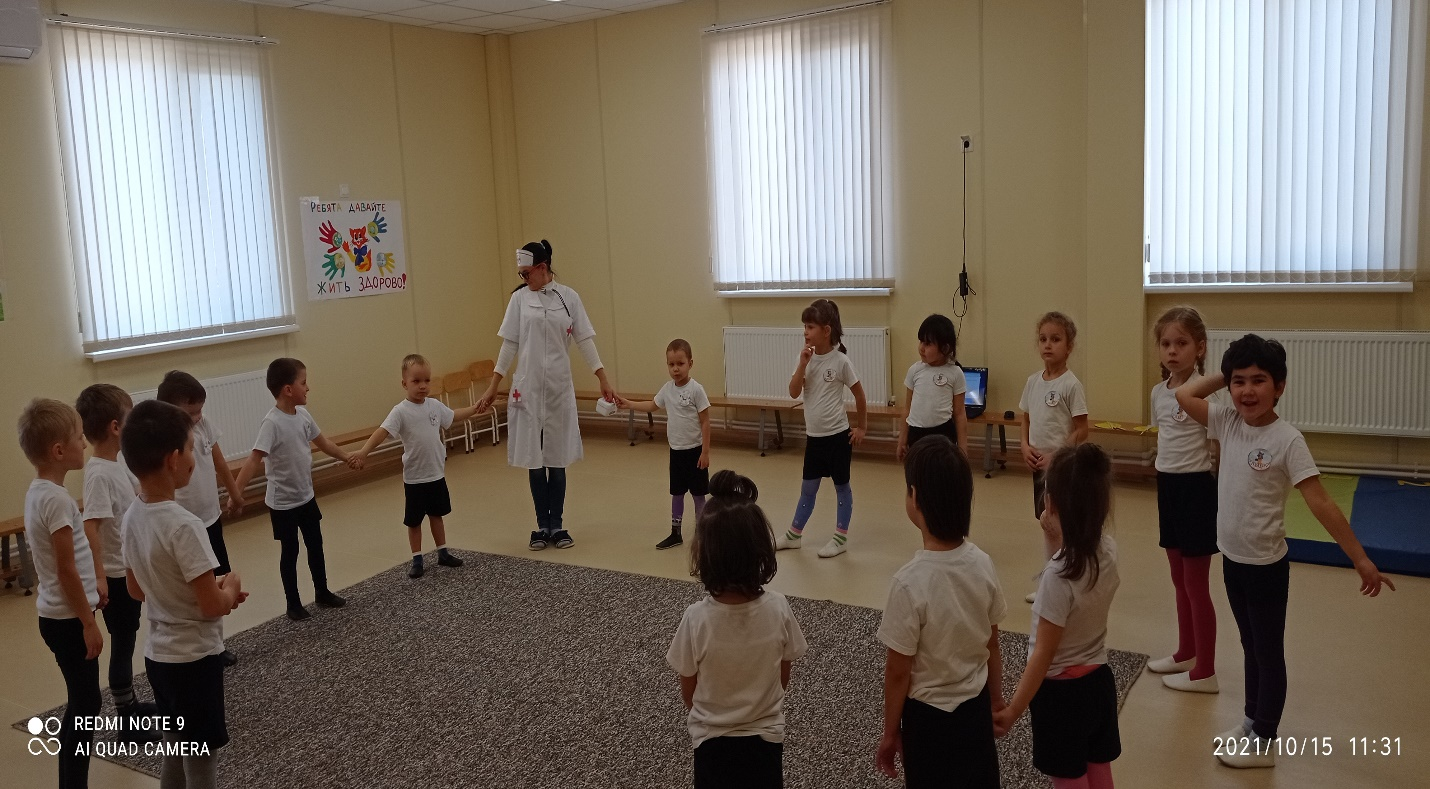 РЕБЯТА ДАВАЙТЕ
ЖИТЬ ЗДОРОВО!
REDMI NOTE 9
AI QUAD CAMERA
2021/10/15 11:31